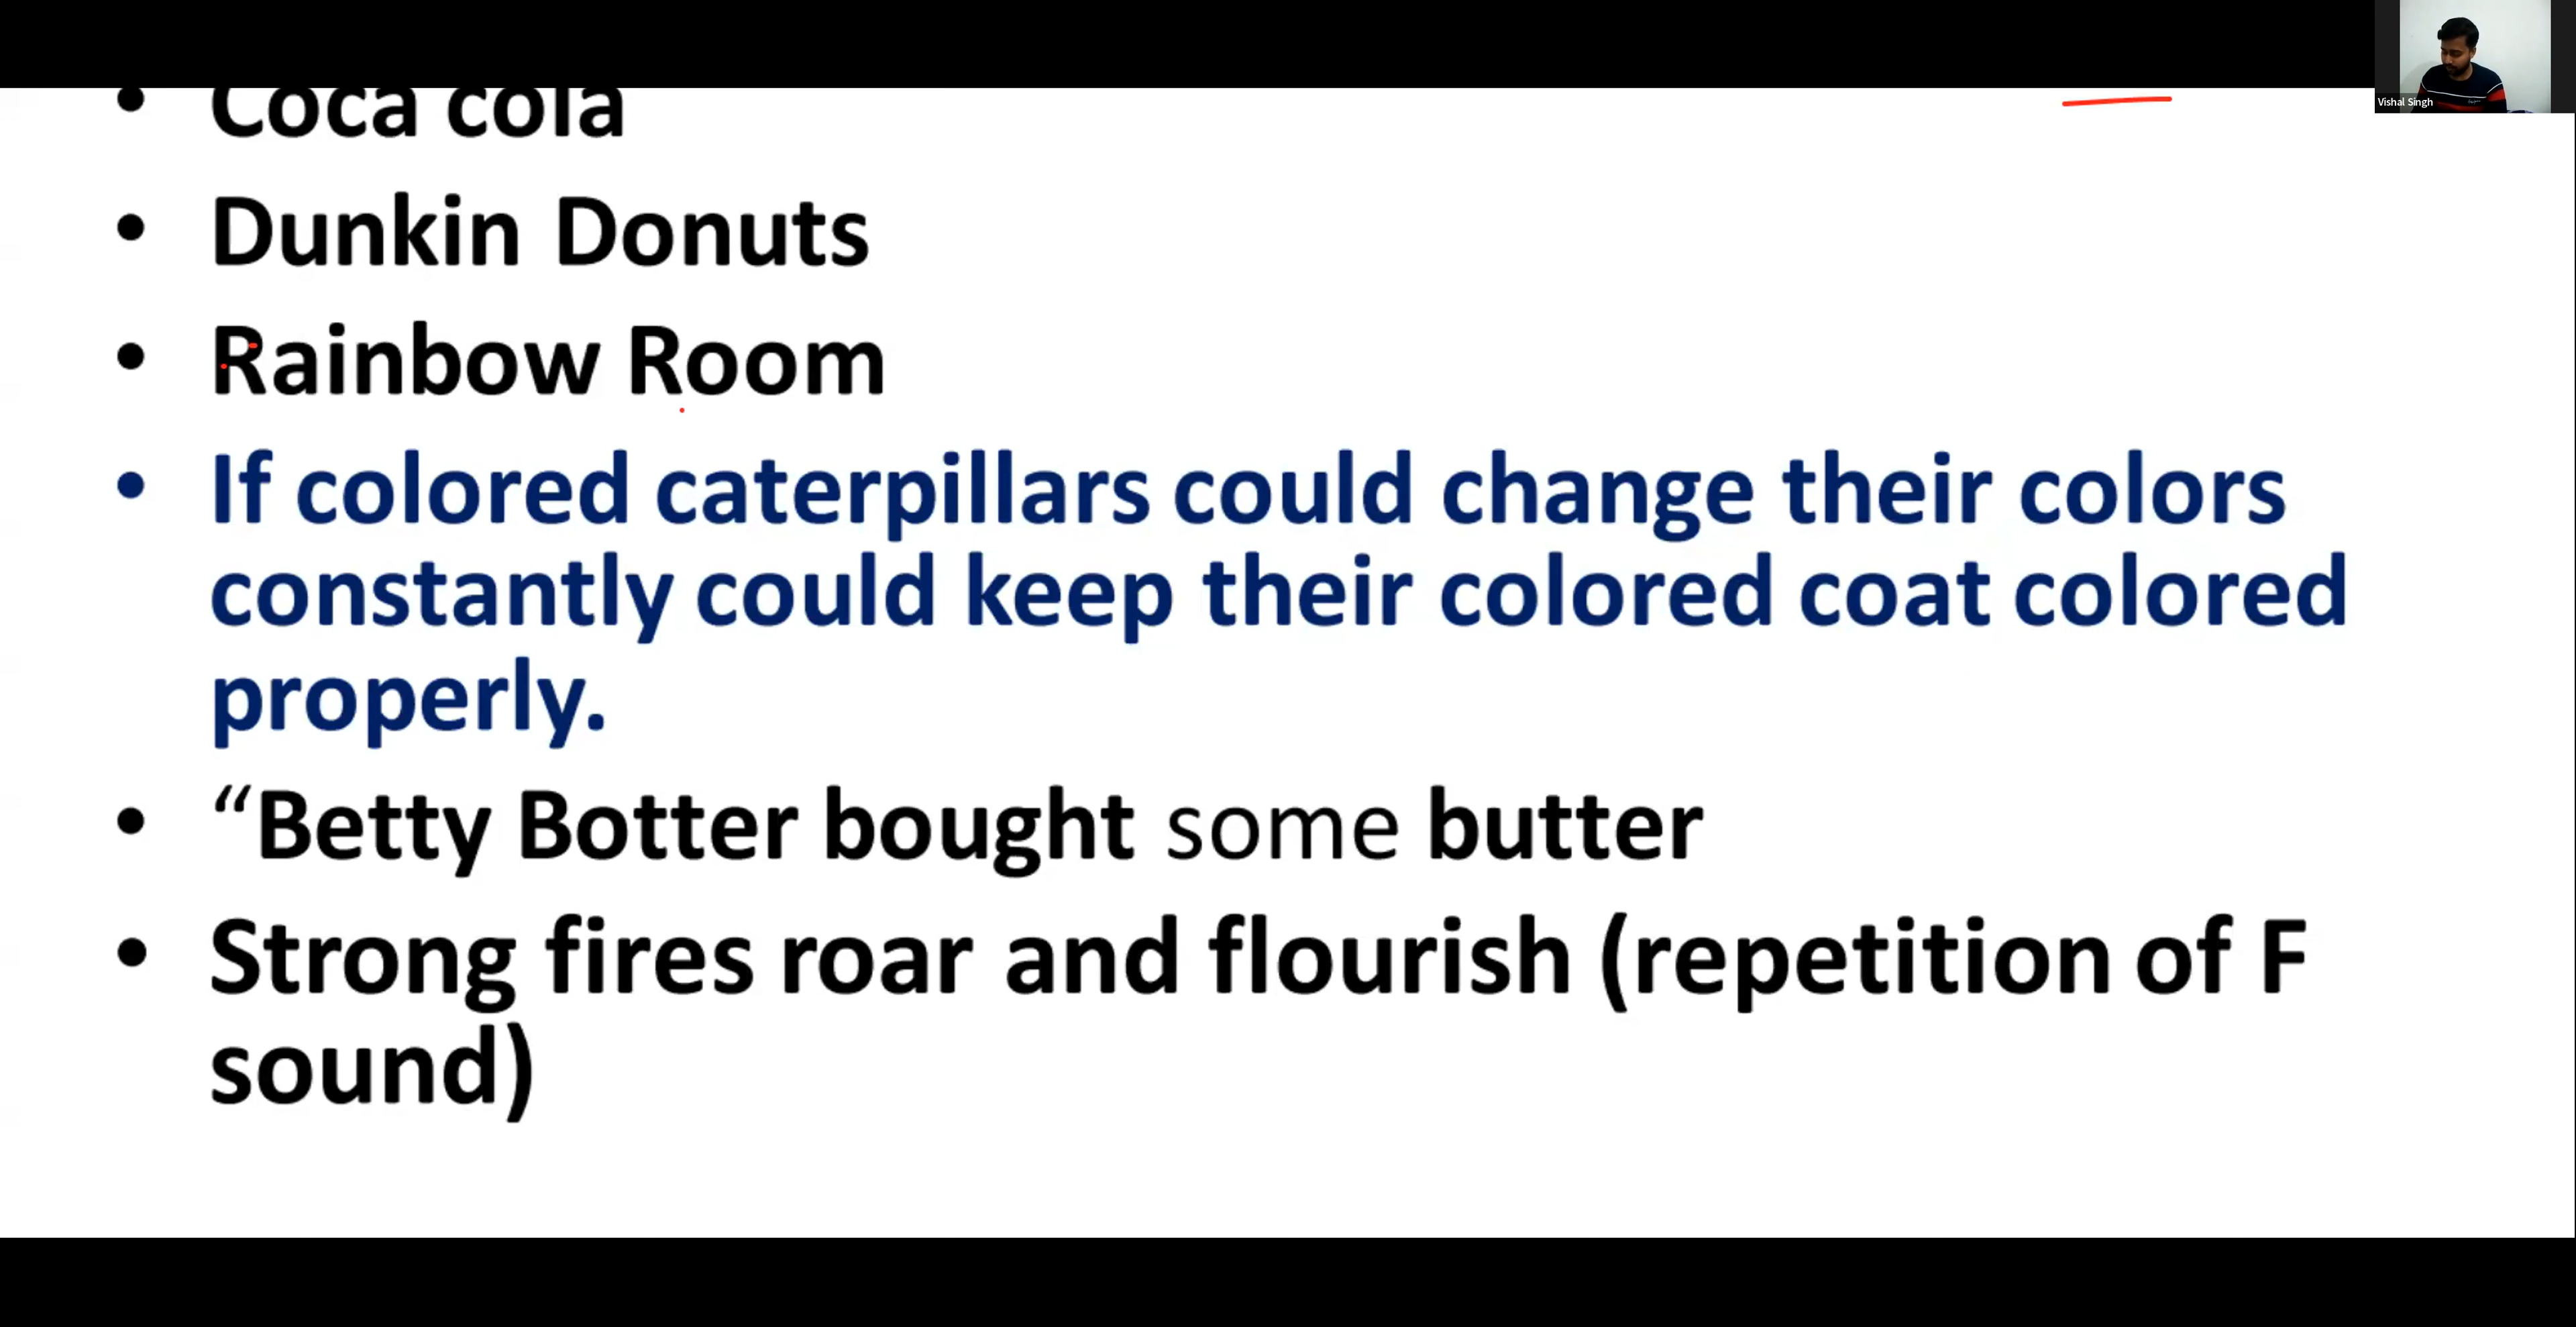 Vishal Singh
• Coca cola
• Dunkin Donuts
• Rainbow Room
• If colored caterpillars could change their colors
constantly could keep their colored coat colored
properly.
• “Betty Botter bought some butter
• Strong fires roar and flourish (repetition of F
sound)